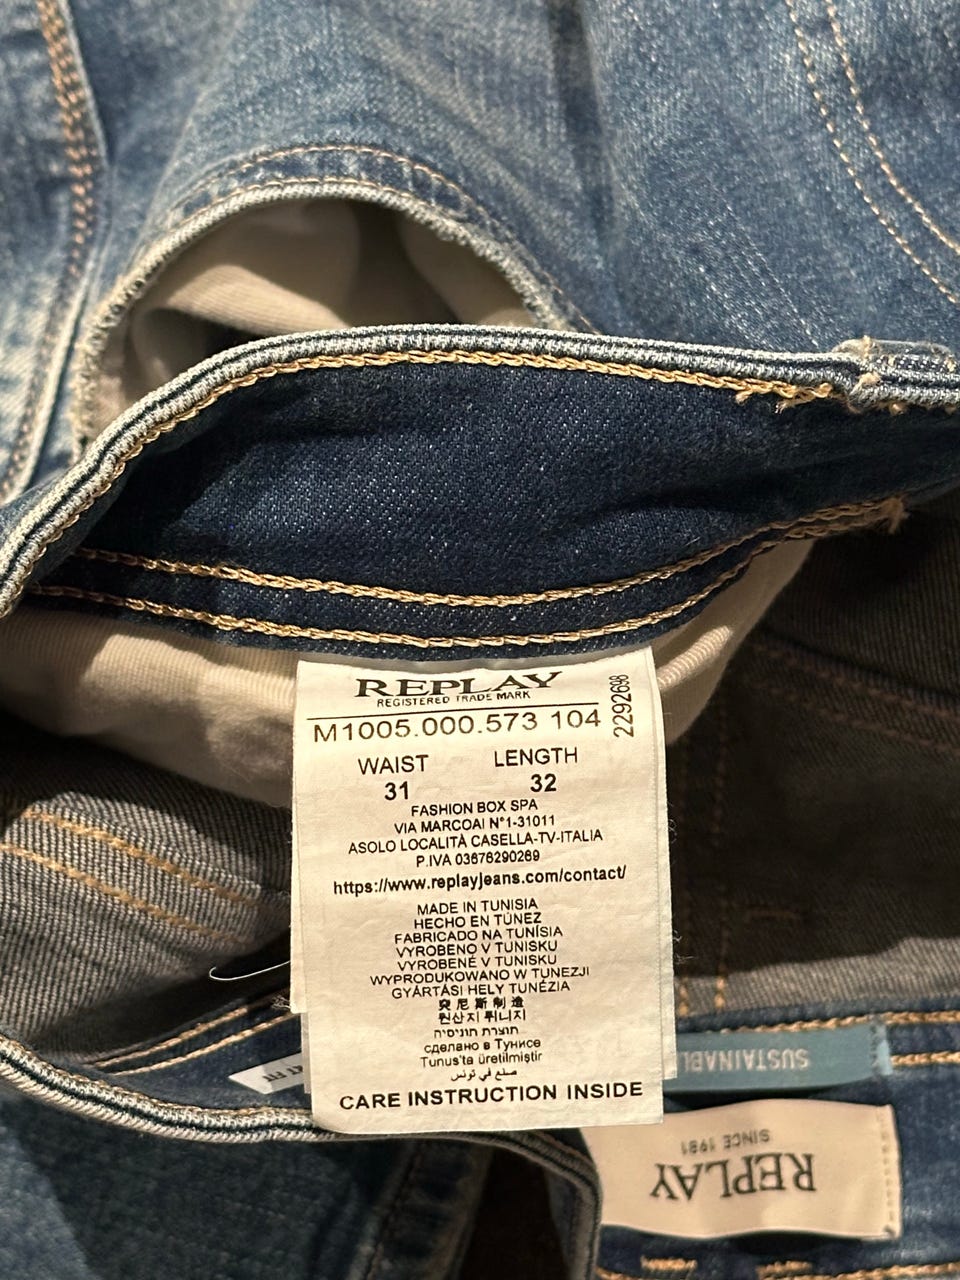 REPLAY
REGISTERED TRADE MARK
2292698
M1005.000.573 104
WAIST LENGTH
31 32
FASHION BOX SPA
VIA MARCOAI N°1-31011
ASOLO LOCALITÀ CASELLA-TV-ITALIA
P.IVA 03676290269
https://www.replayjeans.com/contact/
MADE IN TUNISIA
HECHO EN TÚNEZ
FABRICADO NA TUNÍSIA
VYROBENO V TUNISKU
VYROBENÉ V TUNISKU
WYPRODUKOWANO W TUNEZJI
GYÁRTÁSI HELY TUNÉZIA
突尼斯制造
원산지 튀니지
תוצרת תוניסיה
сделано в Тунисе
Tunus'ta üretilmiştir
صنع في تونس
CARE INSTRUCTION INSIDE
REPLAY
SINCE 1981